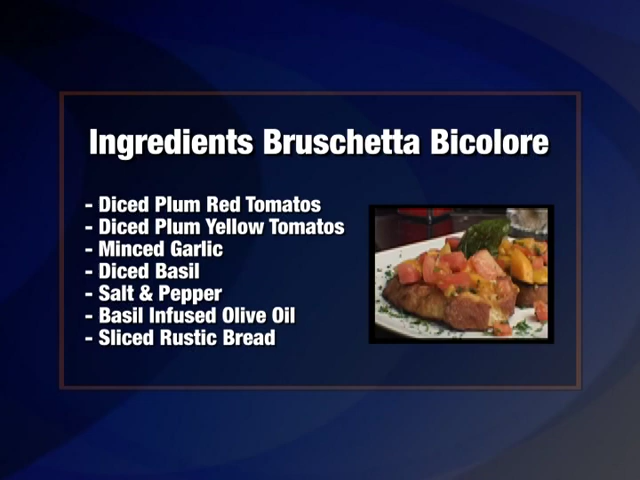 Ingredients Bruschetta Bicolore
- Diced Plum Red Tomatos
- Diced Plum Yellow Tomatos
- Minced Garlic
- Diced Basil
- Salt & Pepper
- Basil Infused Olive Oil
- Sliced Rustic Bread